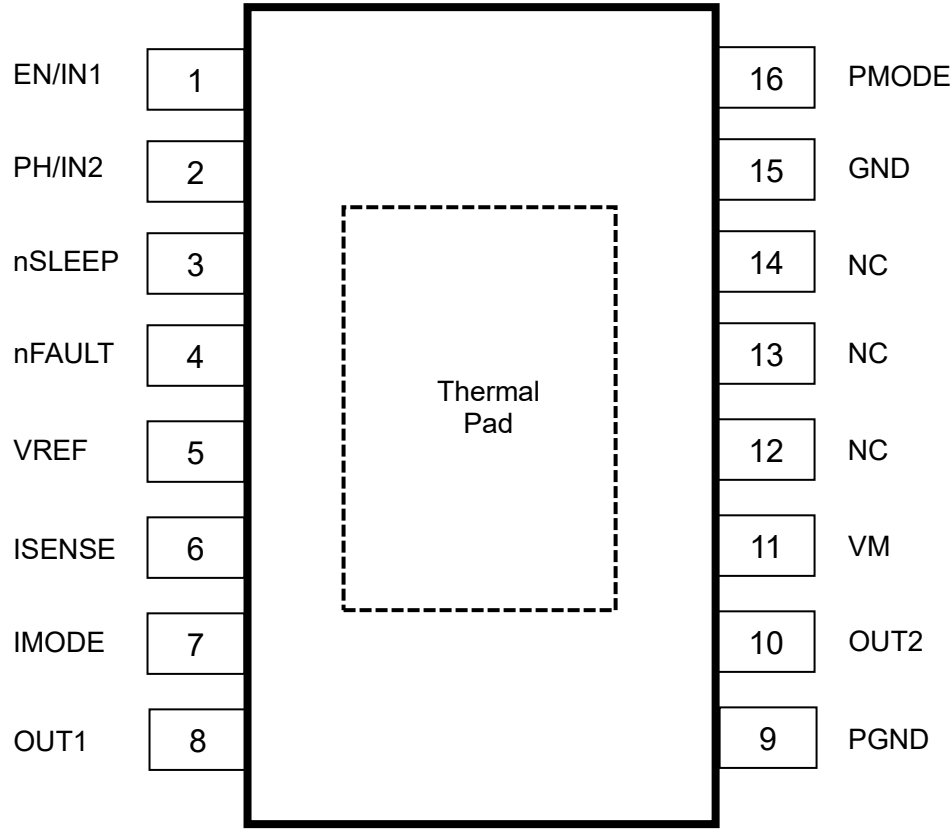 EN/IN1 1 16 PMODE
PH/IN2 2 15 GND
nSLEEP 3 14 NC
nFAULT 4 13 NC
Thermal
Pad
VREF 5 12 NC
ISENSE 6 11 VM
IMODE 7 10 OUT2
OUT1 8 9 PGND